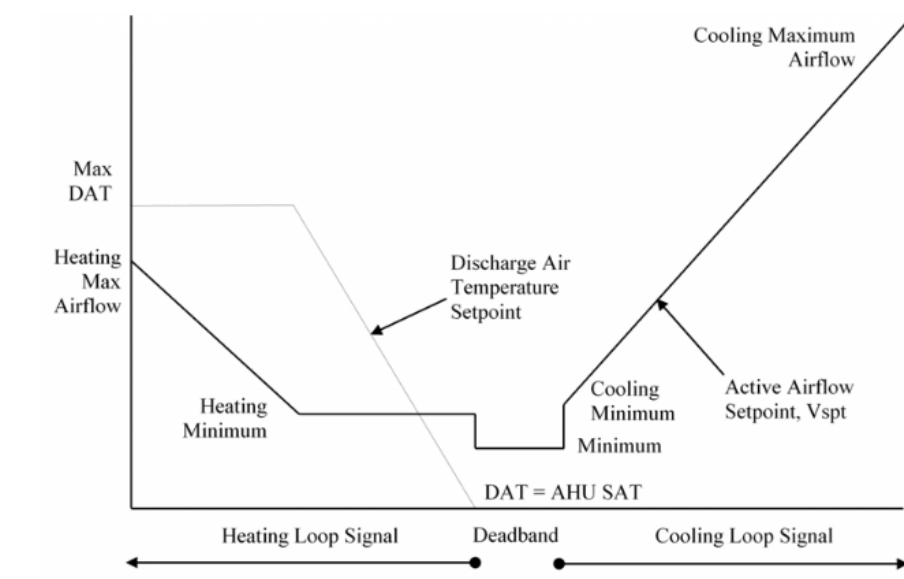 Cooling Maximum
Airflow
Max
DAT
Heating
Max
Airflow
Discharge Air
Temperature
Setpoint
Heating
Minimum
Cooling
Minimum
Active Airflow
Setpoint, Vspt
Minimum
DAT = AHU SAT
Heating Loop Signal
Deadband
Cooling Loop Signal